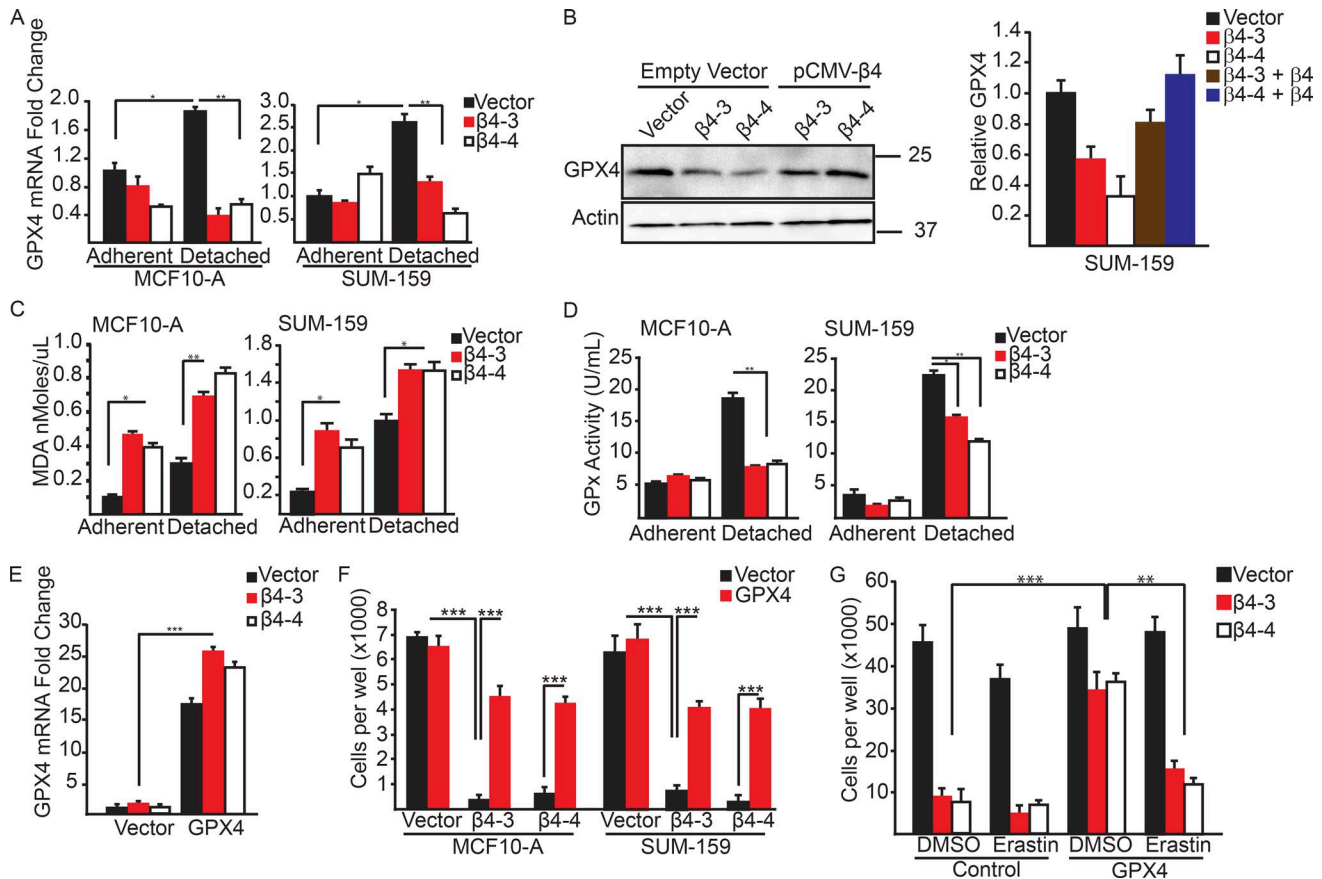 A
GPX4 mRNA Fold Change
2.0
1.6
1.2
0.8
0.4
*
**
Adherent Detached
MCF10-A
3.0
2.5
2.0
1.5
1.0
0.5
*
**
Adherent Detached
SUM-159
Vector
β4-3
β4-4
B
Empty Vector
pCMV-β4
Vector
β4-3
β4-4
β4-3
β4-4
GPX4
Actin
25
37
Relative GPX4
1.4
1.2
1.0
0.8
0.6
0.4
0.2
SUM-159
Vector
β4-3
β4-4
β4-3 + β4
β4-4 + β4
C
MCF10-A
MDA nMoles/uL
1.0
0.8
0.6
0.4
0.2
*
**
Adherent Detached
SUM-159
1.8
1.4
1.0
0.6
0.2
*
*
Adherent Detached
Vector
β4-3
β4-4
D
MCF10-A
GPx Activity (U/mL)
25
20
15
10
5
**
Adherent Detached
SUM-159
25
20
15
10
5
**
*
Adherent Detached
Vector
β4-3
β4-4
E
GPX4 mRNA Fold Change
30
25
20
15
10
5
***
Vector GPX4
Vector
β4-3
β4-4
F
Cells per wel (x1000)
7
6
5
4
3
2
1
*** ***
***
*** ***
***
Vector β4-3 β4-4 Vector β4-3 β4-4
MCF10-A SUM-159
Vector
GPX4
G
Cells per well (x1000)
60
50
40
30
20
10
*** **
DMSO Erastin DMSO Erastin
Control GPX4
Vector
β4-3
β4-4